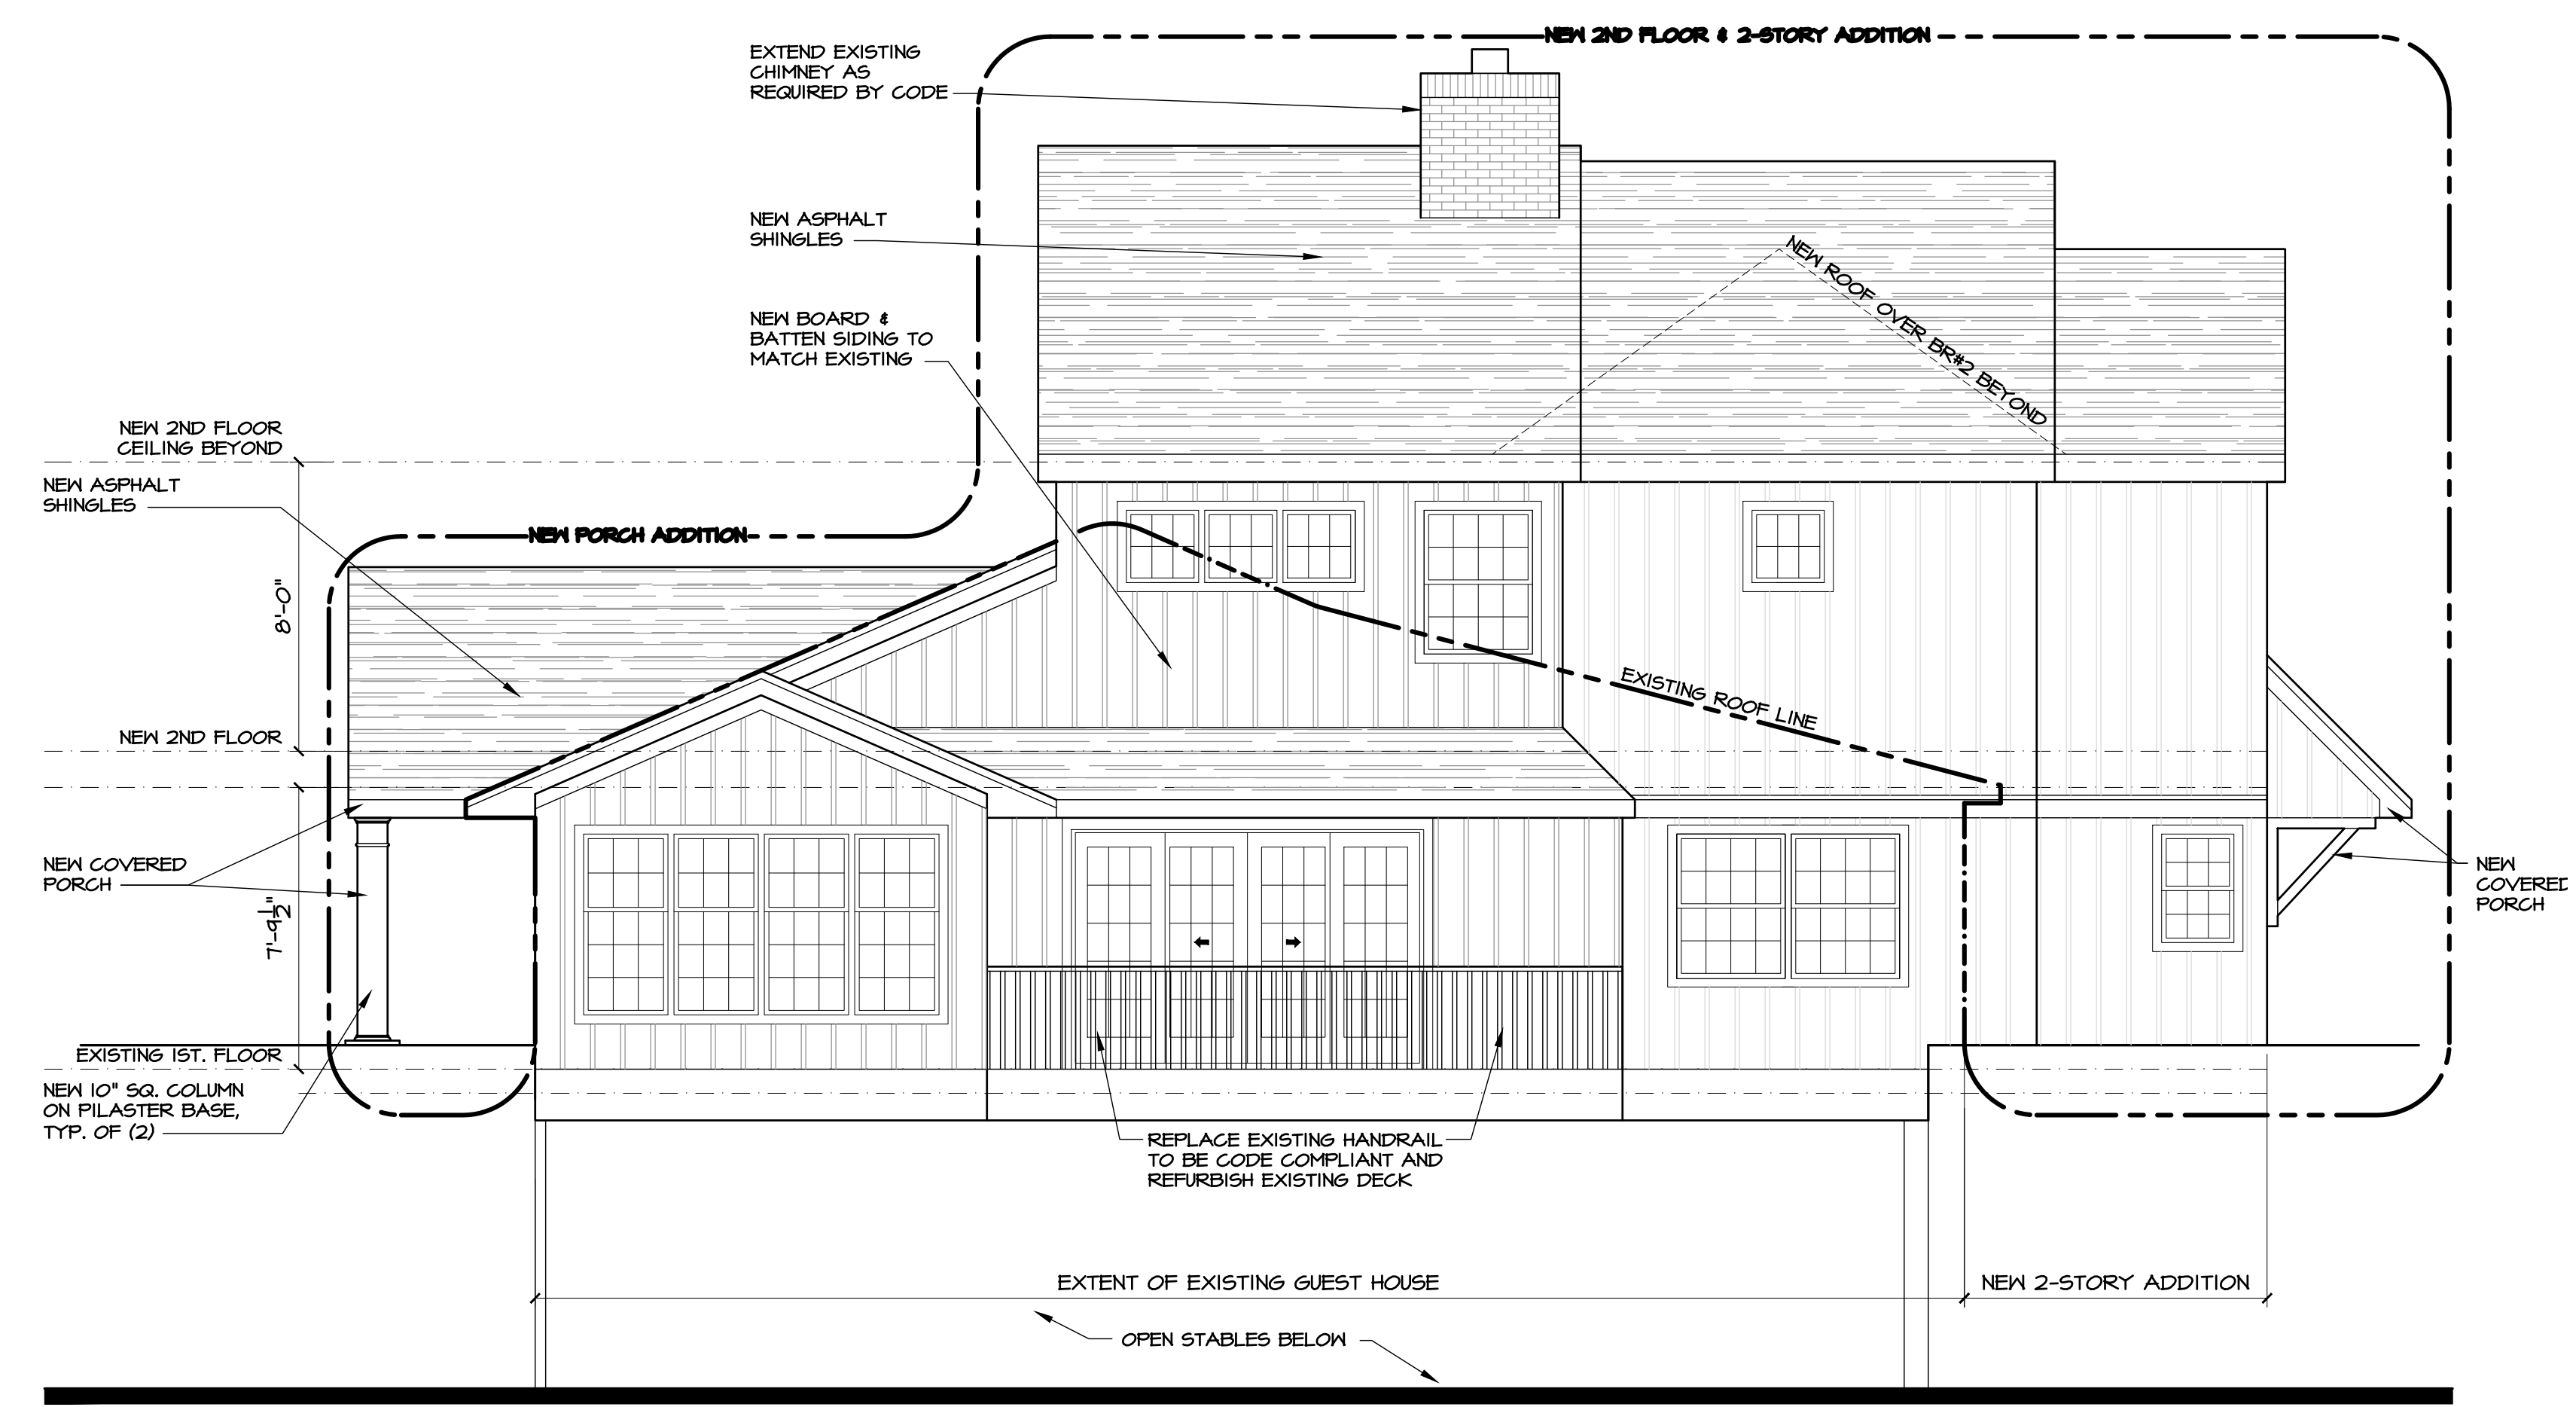 NEW 2ND FLOOR & 2-STORY ADDITION
EXTEND EXISTING
CHIMNEY AS
REQUIRED BY CODE
NEW ASPHALT
SHINGLES
NEW ROOF OVER BR#2 BEYOND
NEW BOARD &
BATTEN SIDING TO
MATCH EXISTING
NEW 2ND FLOOR
CEILING BEYOND
NEW ASPHALT
SHINGLES
NEW PORCH ADDITION
8'-0"
EXISTING ROOF LINE
NEW 2ND FLOOR
NEW COVERED
PORCH
7'-9½"
NEW
COVERED
PORCH
EXISTING 1ST. FLOOR
NEW 10" SQ. COLUMN
ON PILASTER BASE,
TYP. OF (2)
REPLACE EXISTING HANDRAIL
TO BE CODE COMPLIANT AND
REFURBISH EXISTING DECK
EXTENT OF EXISTING GUEST HOUSE
NEW 2-STORY ADDITION
OPEN STABLES BELOW